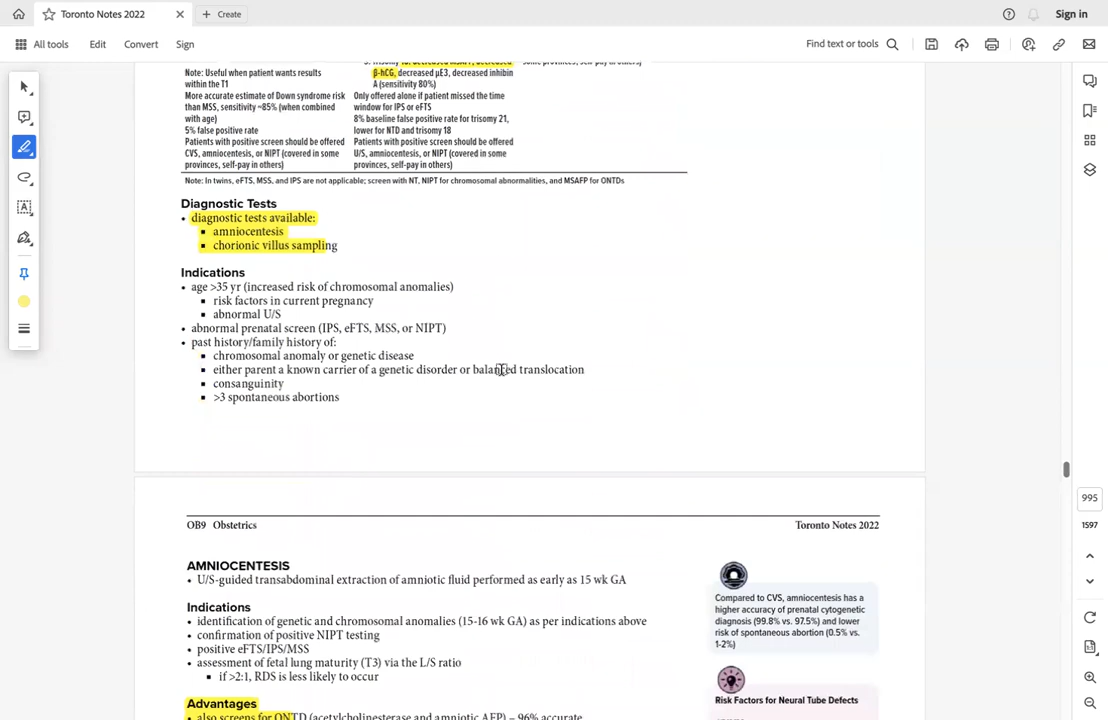 Toronto Notes 2022
Create
Sign in
All tools
Edit
Convert
Sign
Find text or tools
Note: Useful when patient wants results
within the T1
More accurate estimate of Down syndrome risk
than MSS, sensitivity ~85% (when combined
with age)
5% false positive rate
Patients with positive screen should be offered
CVS, amniocentesis, or NIPT (covered in some
provinces, self-pay in others)
β-hCG, decreased μE3, decreased inhibin
A (sensitivity 80%)
Only offered alone if patient missed the time
window for IPS or eFTS
8% baseline false positive rate for trisomy 21,
lower for NTD and trisomy 18
Patients with positive screen should be offered
U/S, amniocentesis, or NIPT (covered in some
provinces, self-pay in others)
Note: In twins, eFTS, MSS, and IPS are not applicable; screen with NT, NIPT for chromosomal abnormalities, and MSAFP for ONTDs
Diagnostic Tests
• diagnostic tests available:
▪ amniocentesis
▪ chorionic villus sampling
Indications
• age >35 yr (increased risk of chromosomal anomalies)
▪ risk factors in current pregnancy
▪ abnormal U/S
• abnormal prenatal screen (IPS, eFTS, MSS, or NIPT)
• past history/family history of:
▪ chromosomal anomaly or genetic disease
▪ either parent a known carrier of a genetic disorder or balanced translocation
▪ consanguinity
▪ >3 spontaneous abortions
OB9 Obstetrics
Toronto Notes 2022
AMNIOCENTESIS
• U/S-guided transabdominal extraction of amniotic fluid performed as early as 15 wk GA
Indications
• identification of genetic and chromosomal anomalies (15-16 wk GA) as per indications above
• confirmation of positive NIPT testing
• positive eFTS/IPS/MSS
• assessment of fetal lung maturity (T3) via the L/S ratio
▪ if >2:1, RDS is less likely to occur
Advantages
• also screens for ONTD (acetylcholinesterase and amniotic AFP) – 96% accurate
Compared to CVS, amniocentesis has a
higher accuracy of prenatal cytogenetic
diagnosis (99.8% vs. 97.5%) and lower
risk of spontaneous abortion (0.5% vs.
1-2%)
Risk Factors for Neural Tube Defects
995
1597